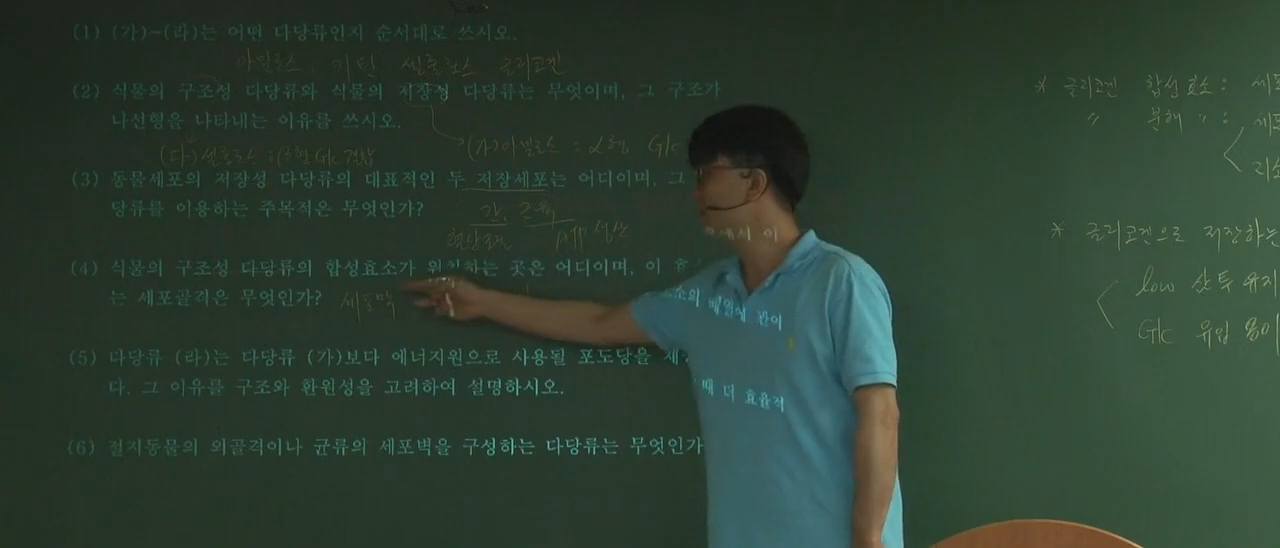 (1) (가)~(라)는 어떤 다당류인지 순서대로 쓰시오.
아밀로스 키틴 셀룰로스 글리코겐
(2) 식물의 구조성 다당류와 식물의 저장성 다당류는 무엇이며, 그 구조가
나선형을 나타내는 이유를 쓰시오.
(다) 셀룰로스 : Glc 결합
(가) 아밀로스 : α형 Glc
(3) 동물세포의 저장성 다당류의 대표적인 두 저장세포는 어디이며, 그
당류를 이용하는 주목적은 무엇인가?
간, 근육
혈당조절 ATP 생산
(4) 식물의 구조성 다당류의 합성효소가 위치하는 곳은 어디이며, 이 효소의 배열에 관여
는 세포골격은 무엇인가? 세포막
(5) 다당류 (라)는 다당류 (가)보다 에너지원으로 사용될 포도당을 때 더 효율적
다. 그 이유를 구조와 환원성을 고려하여 설명하시오.
(6) 절지동물의 외골격이나 균류의 세포벽을 구성하는 다당류는 무엇인가
* 글리코겐 합성효소 :
〃 분해 〃 :
* 글리코겐으로 저장하는
low 삼투 유지
Glc 유입 용이